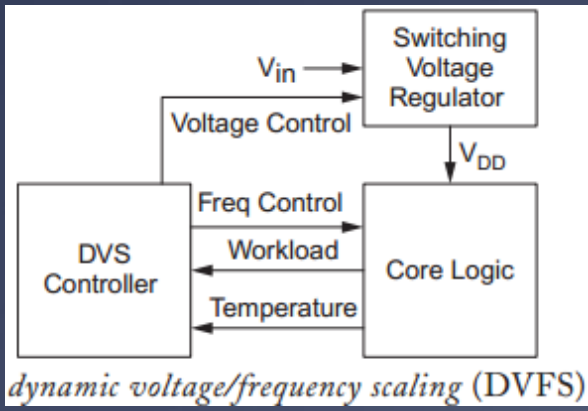 Switching
Voltage
Regulator
Vin
Voltage Control
VDD
DVS
Controller
Freq Control
Workload
Temperature
Core Logic
dynamic voltage/frequency scaling (DVFS)